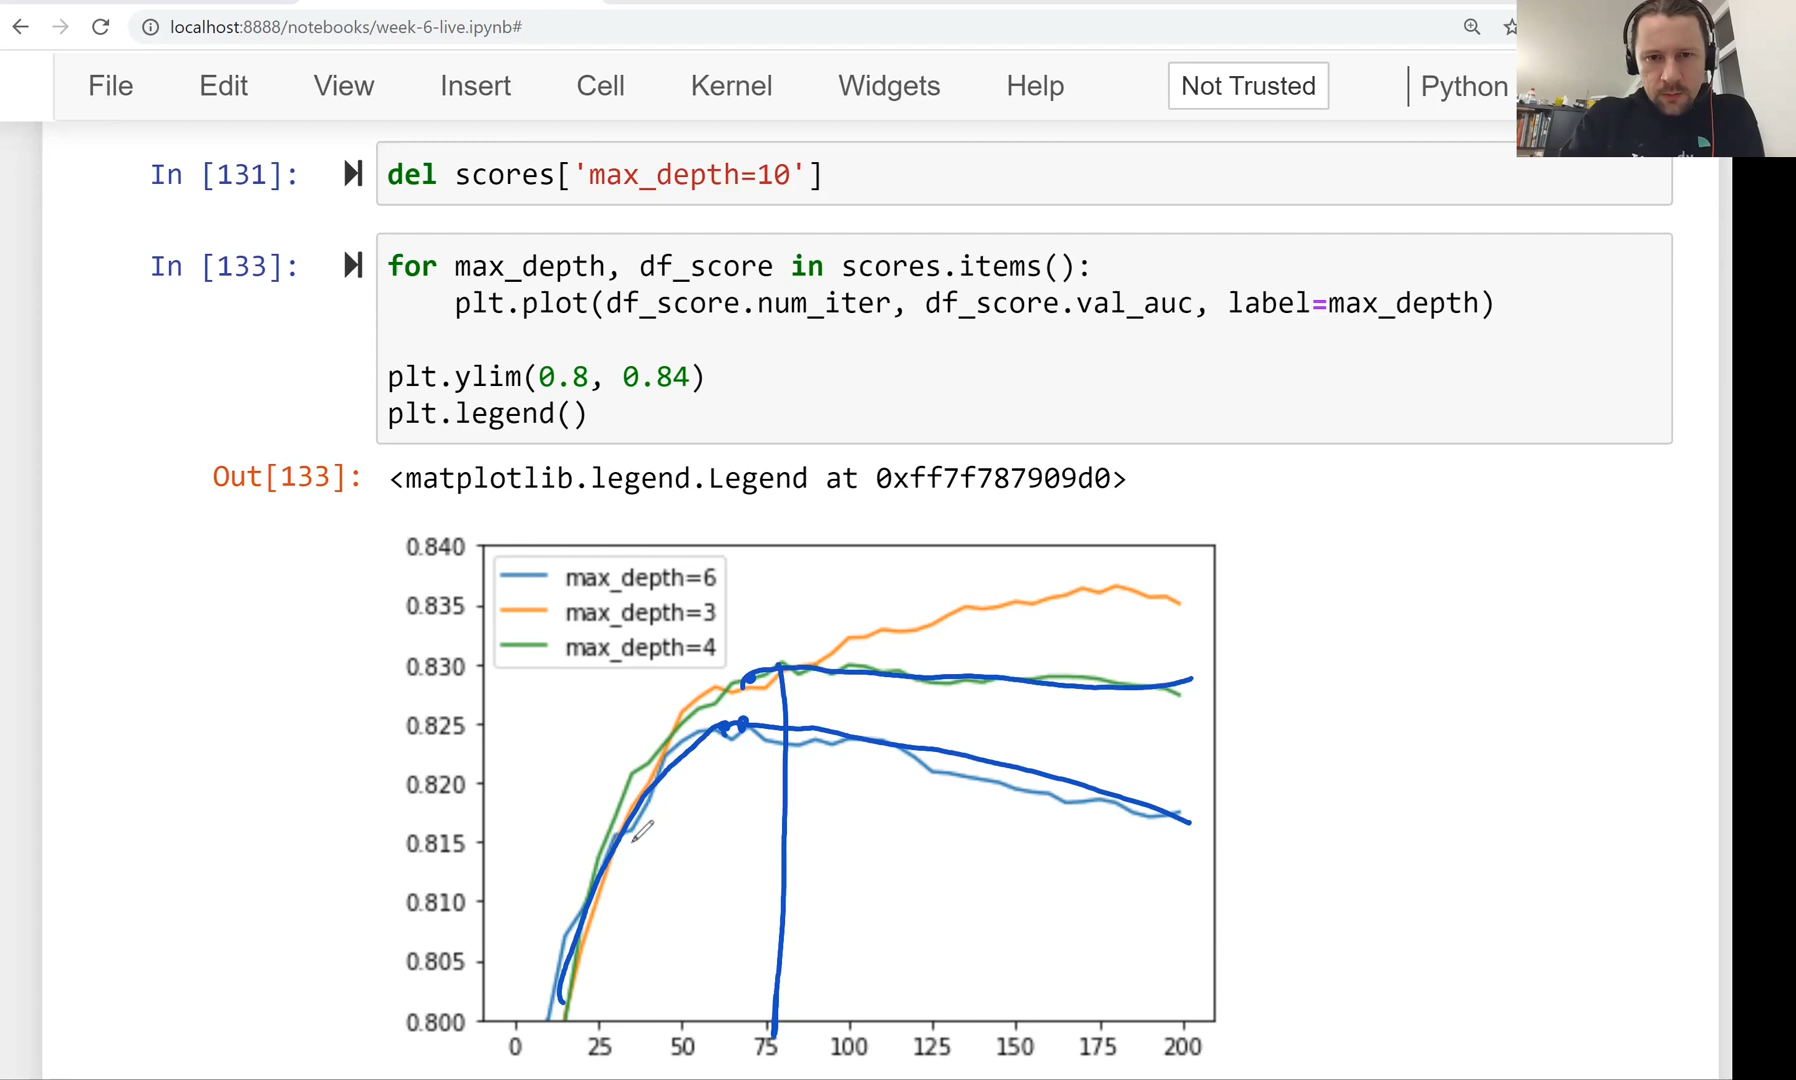 localhost:8888/notebooks/week-6-live.ipynb#
File Edit View Insert Cell Kernel Widgets Help Not Trusted Python
In [131]: del scores['max_depth=10']
In [133]: for max_depth, df_score in scores.items():
plt.plot(df_score.num_iter, df_score.val_auc, label=max_depth)
plt.ylim(0.8, 0.84)
plt.legend()
Out[133]: <matplotlib.legend.Legend at 0xff7f787909d0>
0.840
max_depth=6
0.835
max_depth=3
max_depth=4
0.830
0.825
0.820
0.815
0.810
0.805
0.800
0 25 50 75 100 125 150 175 200